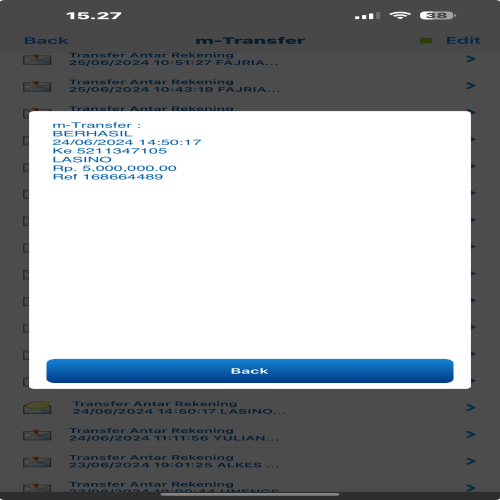 15.27
38
Back
m-Transfer
Edit
Transfer Antar Rekening
25/06/2024 10:51:27 FAJRIA...
Transfer Antar Rekening
25/06/2024 10:43:18 FAJRIA...
Transfer Antar Rekening
m-Transfer :
BERHASIL
24/06/2024 14:50:17
Ke 5211347105
LASINO
Rp. 5,000,000.00
Ref 168664489
Back
Transfer Antar Rekening
24/06/2024 14:50:17 LASINO...
Transfer Antar Rekening
24/06/2024 11:11:56 YULIAN...
Transfer Antar Rekening
23/06/2024 19:01:25 ALKES ...
Transfer Antar Rekening